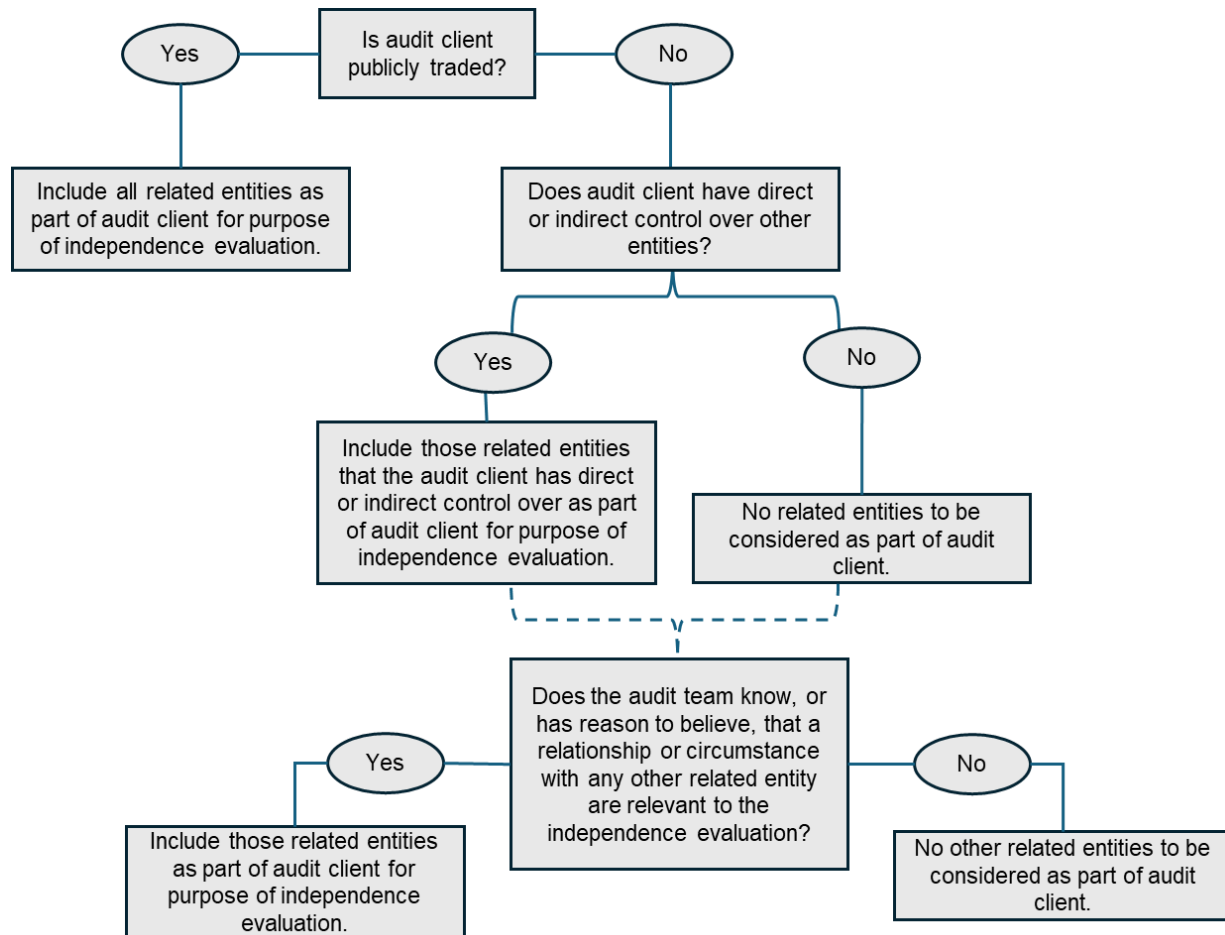 Is audit client
publicly traded?
Yes
No
Include all related entities as
part of audit client for purpose
of independence evaluation.
Does audit client have direct
or indirect control over other
entities?
Yes
No
Include those related entities
that the audit client has direct
or indirect control over as part
of audit client for purpose of
independence evaluation.
No related entities to be
considered as part of audit
client.
Does the audit team know, or
has reason to believe, that a
relationship or circumstance
with any other related entity
are relevant to the
independence evaluation?
Yes
No
Include those related entities
as part of audit client for
purpose of independence
evaluation.
No other related entities to be
considered as part of audit
client.